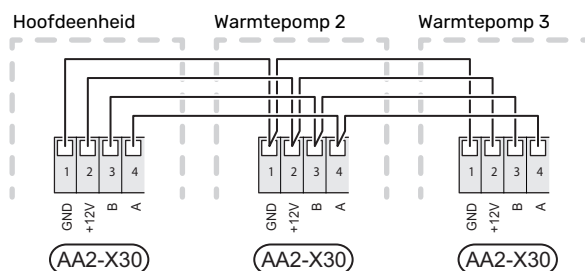 Hoofdeenheid Warmtepomp 2 Warmtepomp 3
1 2 3 4 1 2 3 4 1 2 3 4
GND +12V B A GND +12V B A GND +12V B A
AA2-X30 AA2-X30 AA2-X30